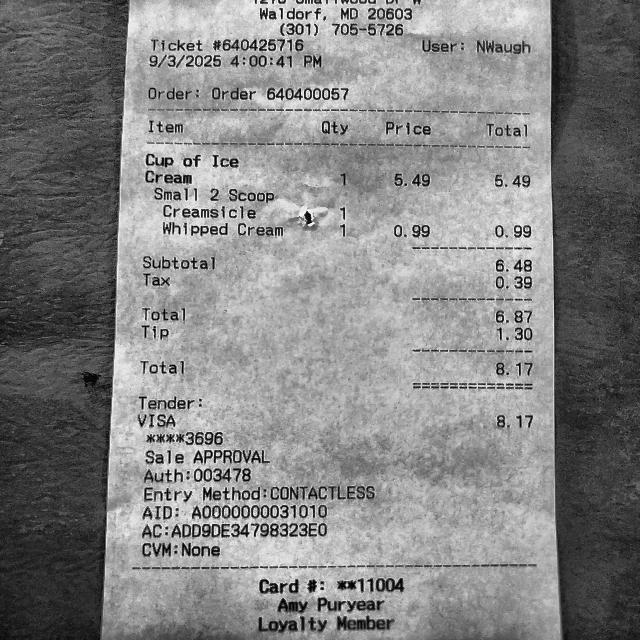 Waldorf, MD 20603
(301) 705-5726
Ticket #640425716 User: NWaugh
9/3/2025 4:00:41 PM
Order: Order 640400057
Item Qty Price Total
Cup of Ice
Cream 1 5.49 5.49
Small 2 Scoop
Creamsicle 1
Whipped Cream 1 0.99 0.99
Subtotal 6.48
Tax 0.39
Total 6.87
Tip 1.30
Total 8.17
Tender:
VISA 8.17
****3696
Sale APPROVAL
Auth:003478
Entry Method:CONTACTLESS
AID: A0000000031010
AC:ADD9DE34798323E0
CVM:None
Card #: **11004
Amy Puryear
Loyalty Member